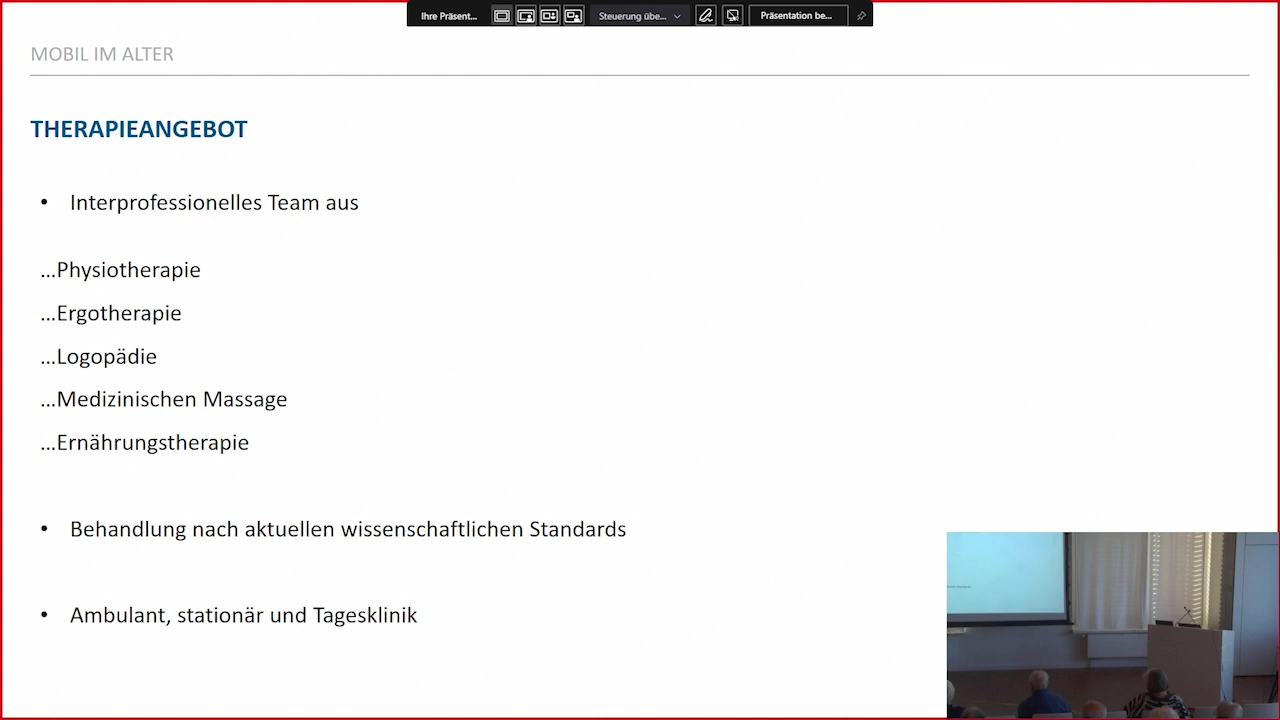 Ihre Präsent...
Steuerung übe...
Präsentation be...
MOBIL IM ALTER
THERAPIEANGEBOT
• Interprofessionelles Team aus
...Physiotherapie
...Ergotherapie
...Logopädie
...Medizinischen Massage
...Ernährungstherapie
• Behandlung nach aktuellen wissenschaftlichen Standards
• Ambulant, stationär und Tagesklinik